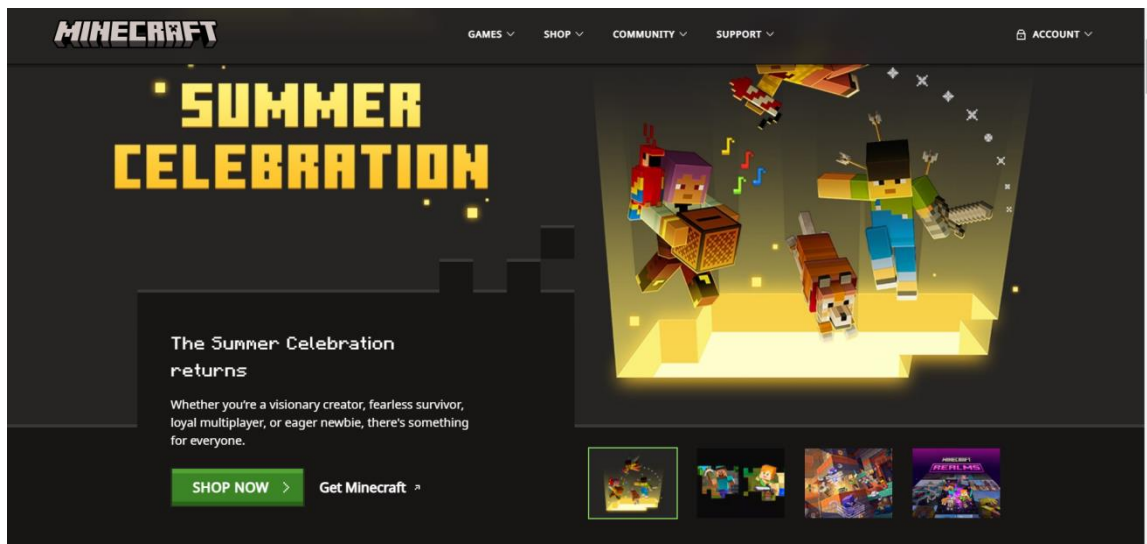 MINECRAFT
GAMES
SHOP
COMMUNITY
SUPPORT
ACCOUNT
SUMMER
CELEBRATION
The Summer Celebration
returns
Whether you're a visionary creator, fearless survivor,
loyal multiplayer, or eager newbie, there's something
for everyone.
SHOP NOW
Get Minecraft
MINECRAFT
REALMS